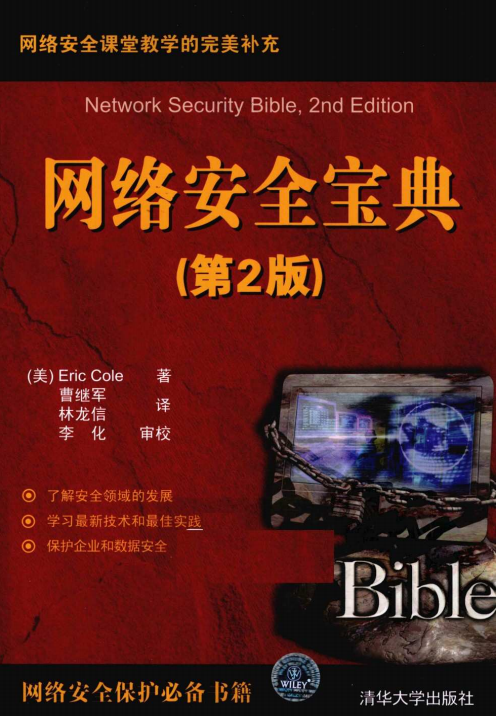 网络安全课堂教学的完美补充
Network Security Bible, 2nd Edition
网络安全宝典
(第2版)
(美) Eric Cole 著
曹继军
林龙信 译
李 化 审校
了解安全领域的发展
学习最新技术和最佳实践
保护企业和数据安全
Bible
网络安全保护必备书籍
WILEY
清华大学出版社